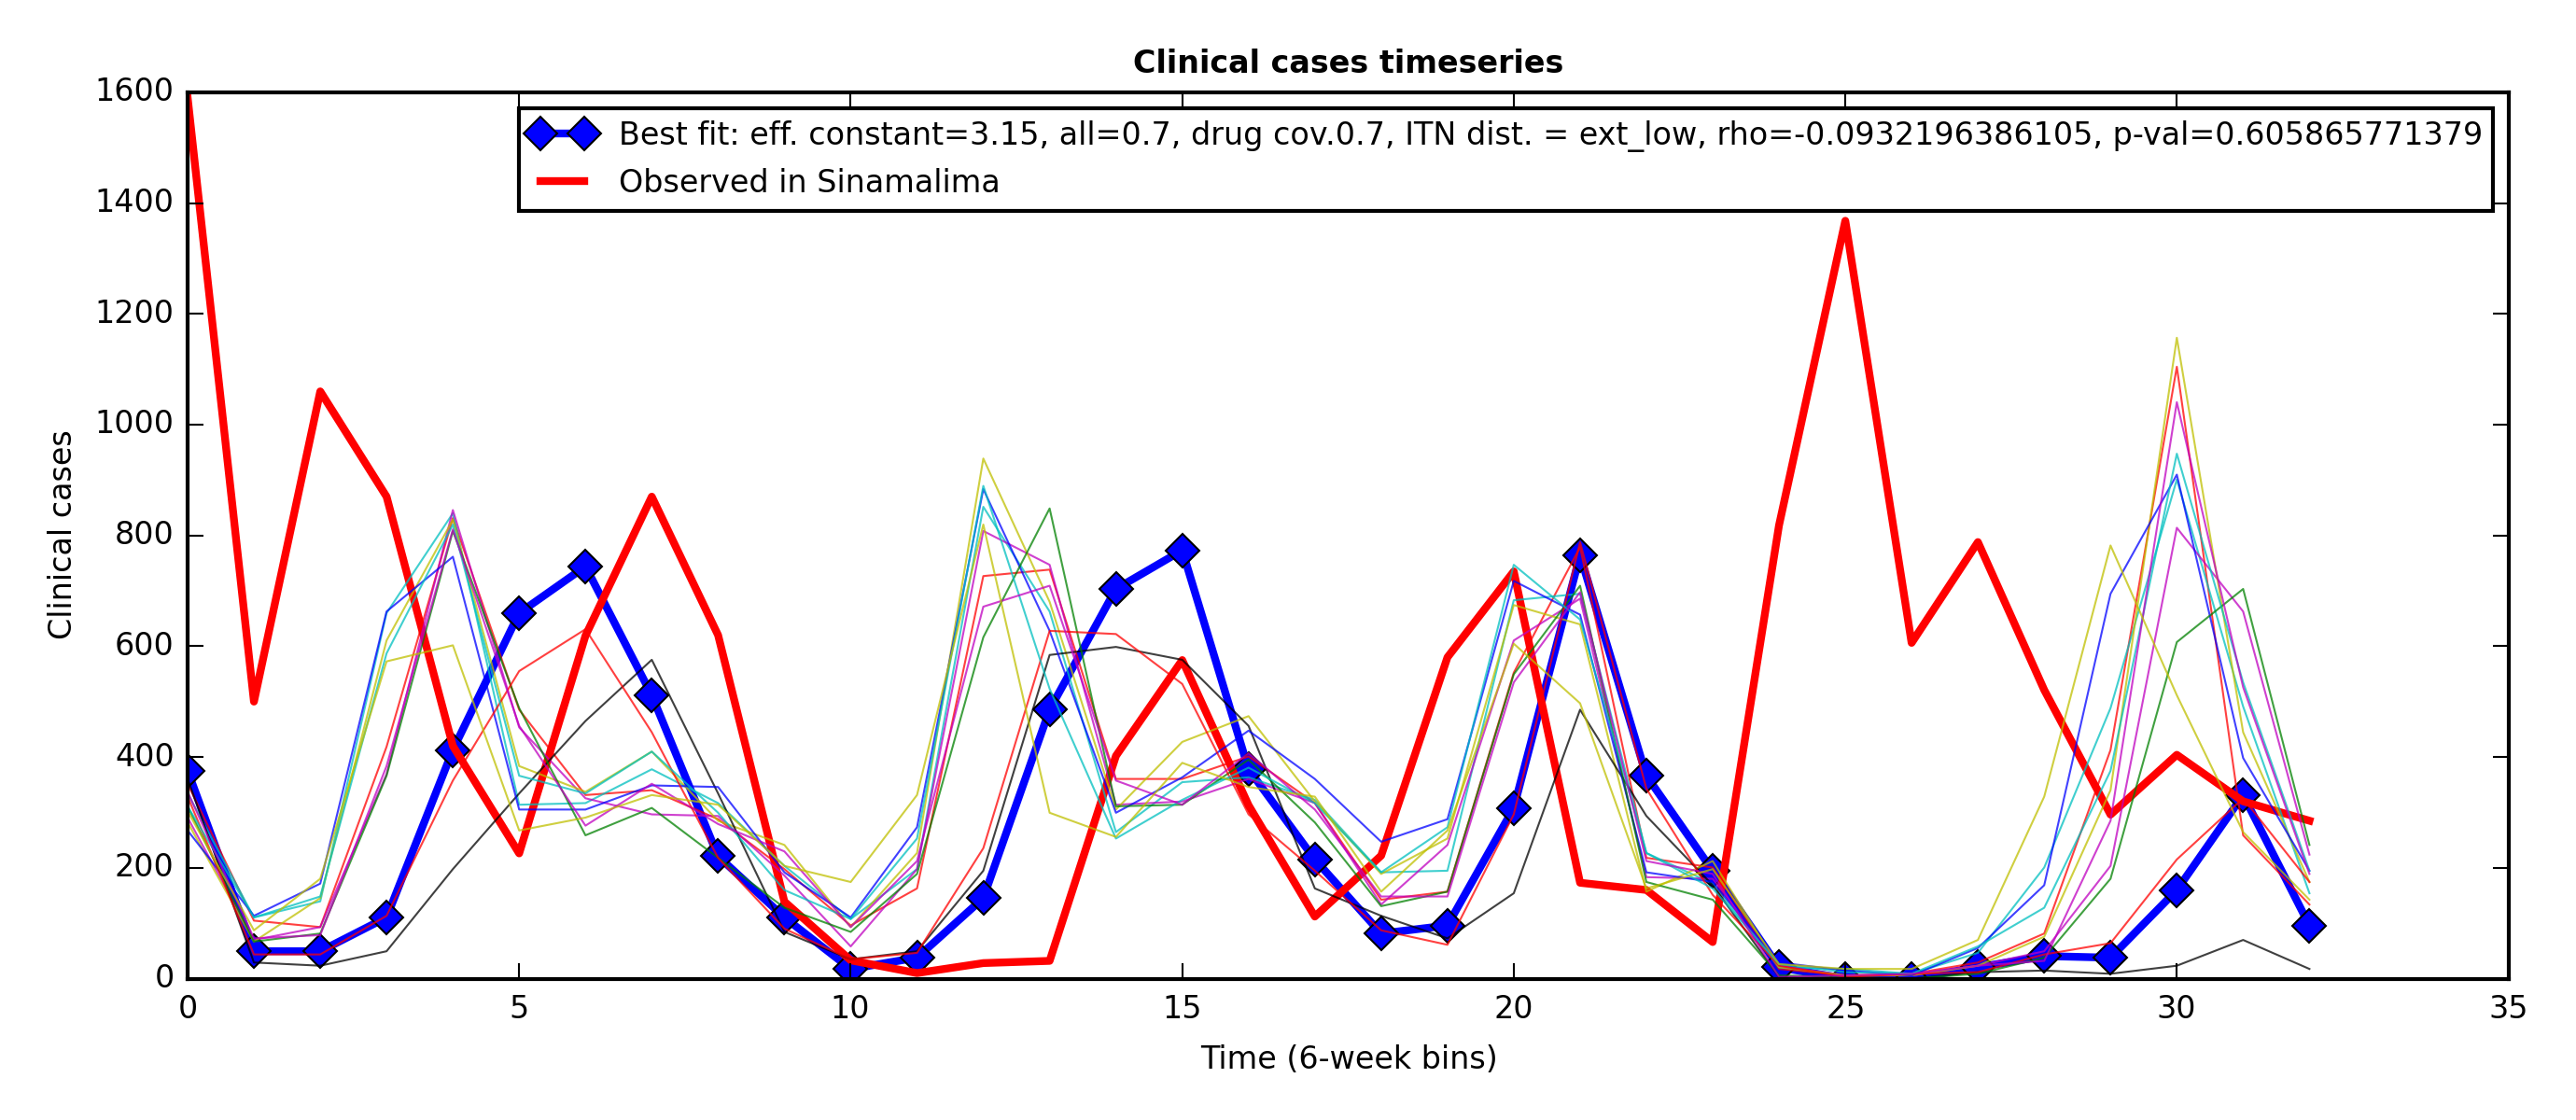 Clinical cases timeseries
1600
1400
1200
1000
800
600
400
200
0
Clinical cases
Best fit: eff. constant=3.15, all=0.7, drug cov.0.7, ITN dist. = ext_low, rho=-0.0932196386105, p-val=0.605865771379
Observed in Sinamalima
0 5 10 15 20 25 30 35
Time (6-week bins)